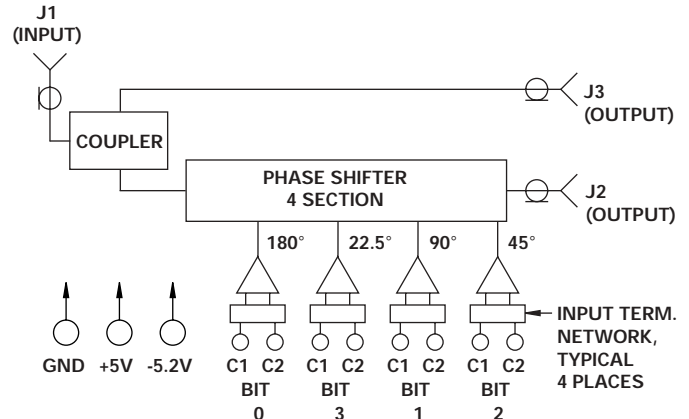 J1
(INPUT)
J3
(OUTPUT)
COUPLER
PHASE SHIFTER
4 SECTION
J2
(OUTPUT)
180° 22.5° 90° 45°
INPUT TERM.
NETWORK,
TYPICAL
4 PLACES
GND +5V -5.2V
C1 C2 C1 C2 C1 C2 C1 C2
BIT BIT BIT BIT
0 3 1 2